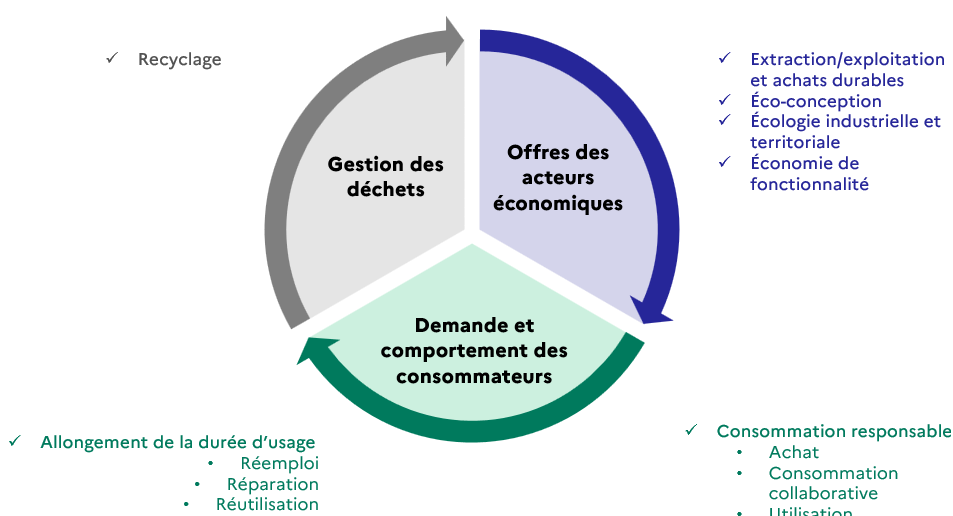 Recyclage
Extraction/exploitation
et achats durables
Éco-conception
Écologie industrielle et
territoriale
Économie de
fonctionnalité
Gestion des
déchets
Offres des
acteurs
économiques
Demande et
comportement des
consommateurs
Allongement de la durée d’usage
Réemploi
Réparation
Réutilisation
Consommation responsable
Achat
Consommation
collaborative
Utilisation